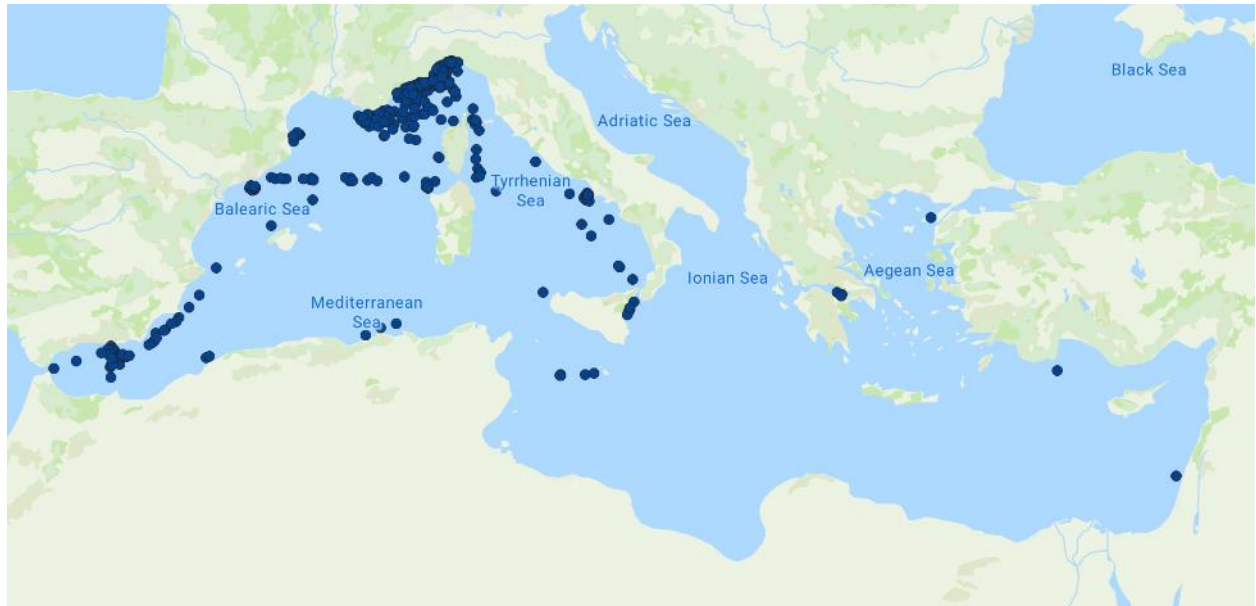 Black Sea
Adriatic Sea
Tyrrhenian
Sea
Balearic Sea
Ionian Sea
Aegean Sea
Mediterranean
Sea